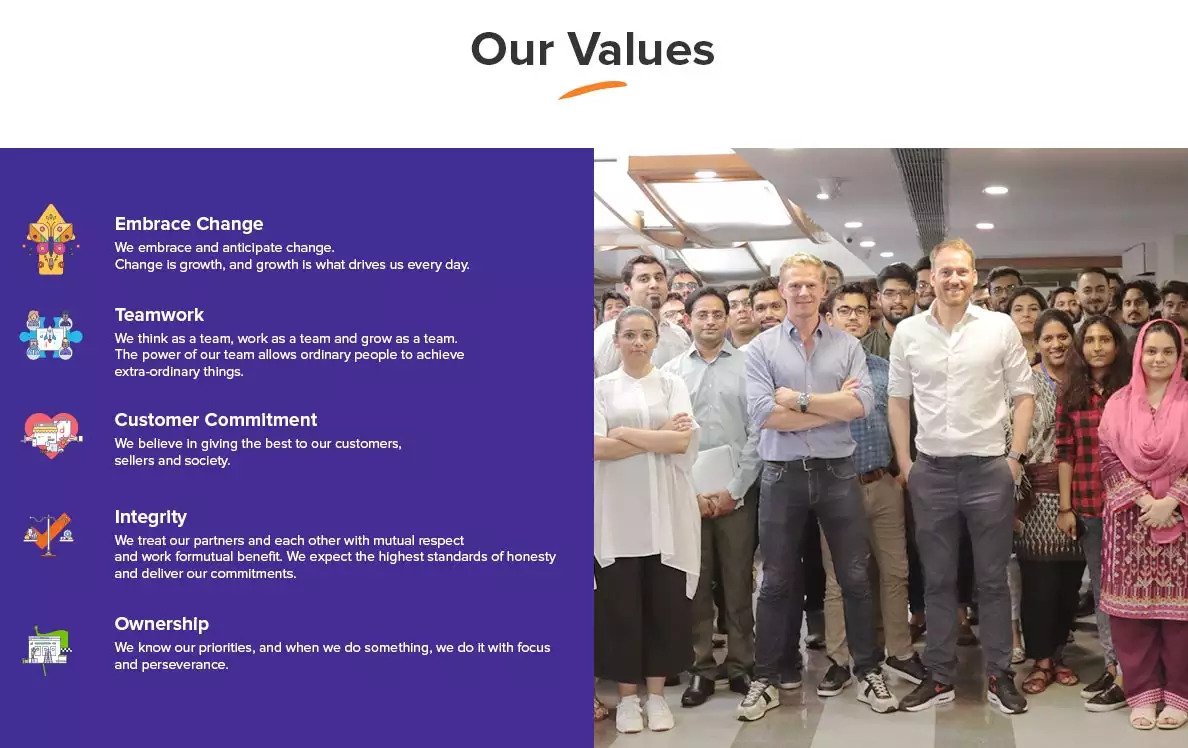 Our Values
Embrace Change
We embrace and anticipate change.
Change is growth, and growth is what drives us every day.
Teamwork
We think as a team, work as a team and grow as a team.
The power of our team allows ordinary people to achieve
extra-ordinary things.
Customer Commitment
We believe in giving the best to our customers,
sellers and society.
Integrity
We treat our partners and each other with mutual respect
and work formutual benefit. We expect the highest standards of honesty
and deliver our commitments.
Ownership
We know our priorities, and when we do something, we do it with focus
and perseverance.